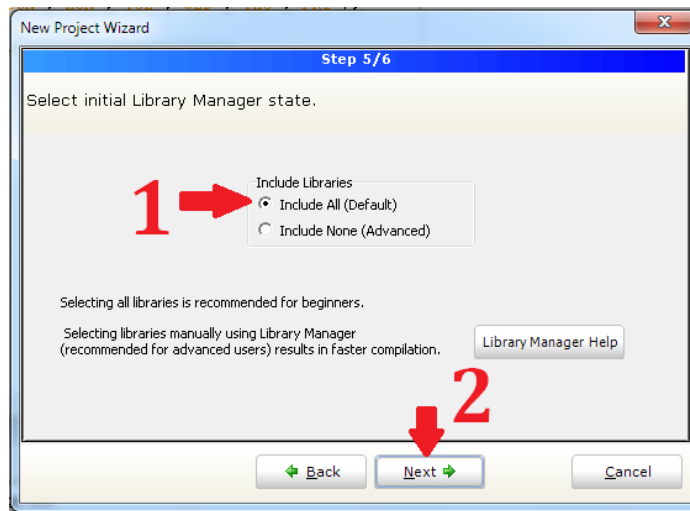 New Project Wizard
Step 5/6
Select initial Library Manager state.
Include Libraries
1
Include All (Default)
Include None (Advanced)
Selecting all libraries is recommended for beginners.
Selecting libraries manually using Library Manager
(recommended for advanced users) results in faster compilation.
Library Manager Help
2
Back
Next
Cancel